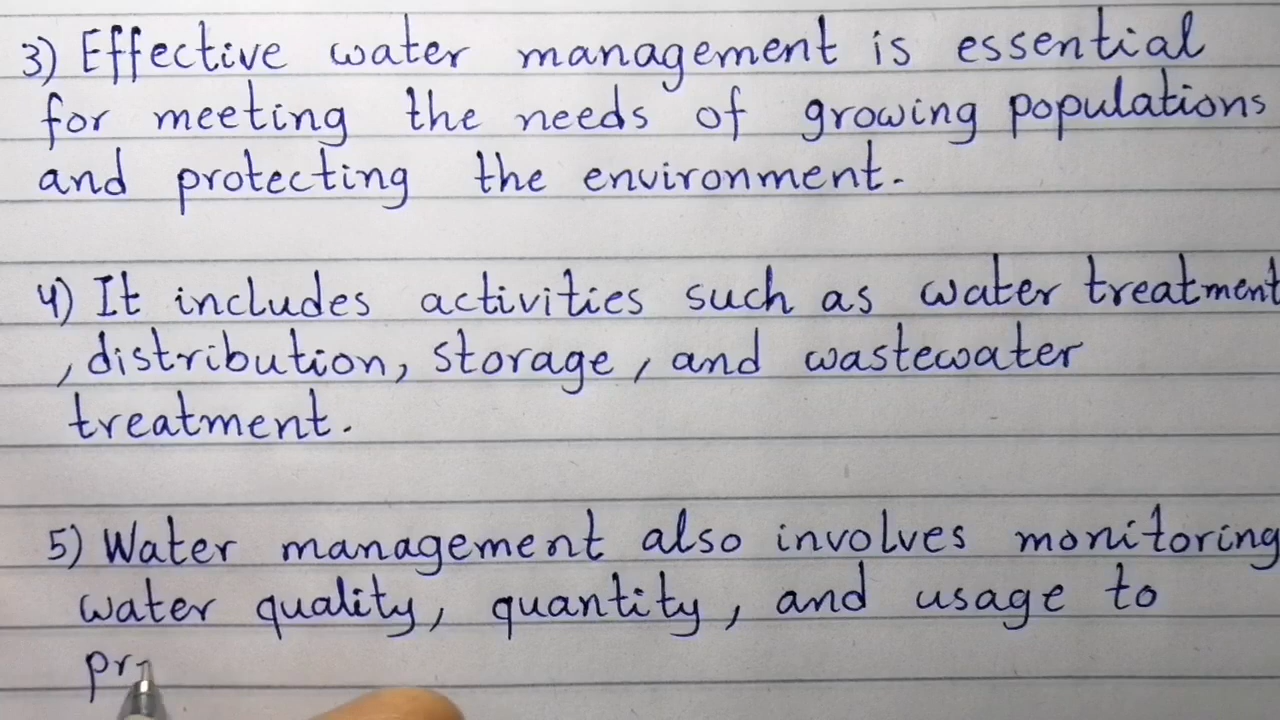 3) Effective water management is essential
for meeting the needs of growing populations
and protecting the environment.
4) It includes activities such as water treatment
, distribution, storage, and wastewater
treatment.
5) Water management also involves monitoring
water quality, quantity, and usage to